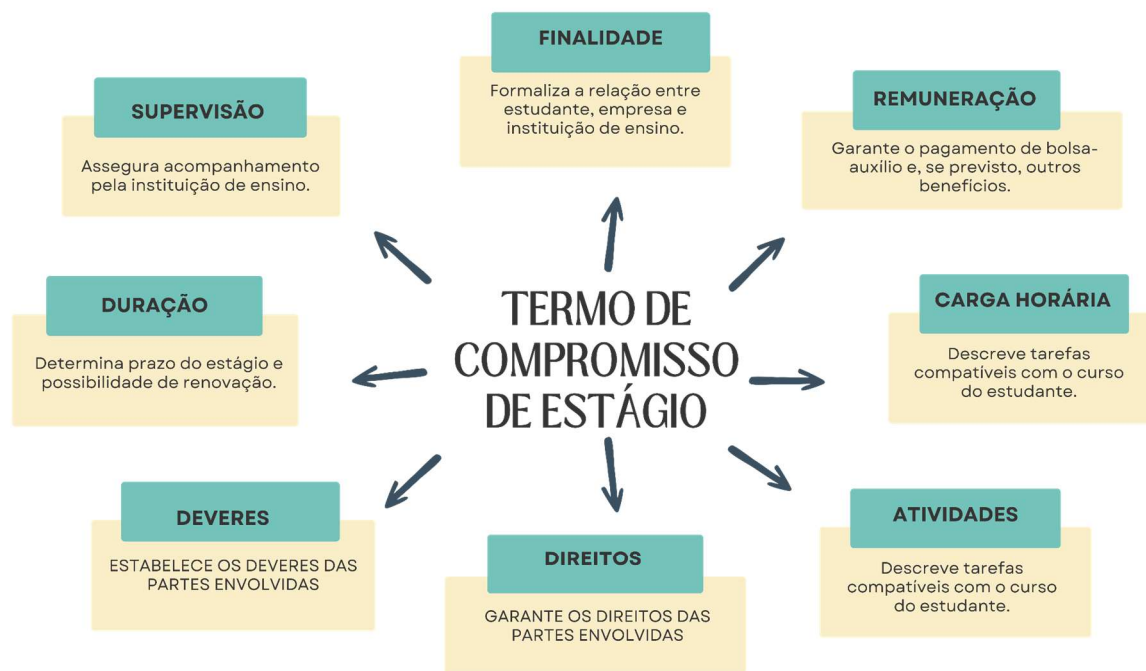 FINALIDADE
Formaliza a relação entre
estudante, empresa e
instituição de ensino.
SUPERVISÃO
Assegura acompanhamento
pela instituição de ensino.
REMUNERAÇÃO
Garante o pagamento de bolsa-
auxílio e, se previsto, outros
benefícios.
DURAÇÃO
Determina prazo do estágio e
possibilidade de renovação.
TERMO DE
COMPROMISSO
DE ESTÁGIO
CARGA HORÁRIA
Descreve tarefas
compatíveis com o curso
do estudante.
DEVERES
ESTABELECE OS DEVERES DAS
PARTES ENVOLVIDAS
DIREITOS
GARANTE OS DIREITOS DAS
PARTES ENVOLVIDAS
ATIVIDADES
Descreve tarefas
compatíveis com o curso
do estudante.